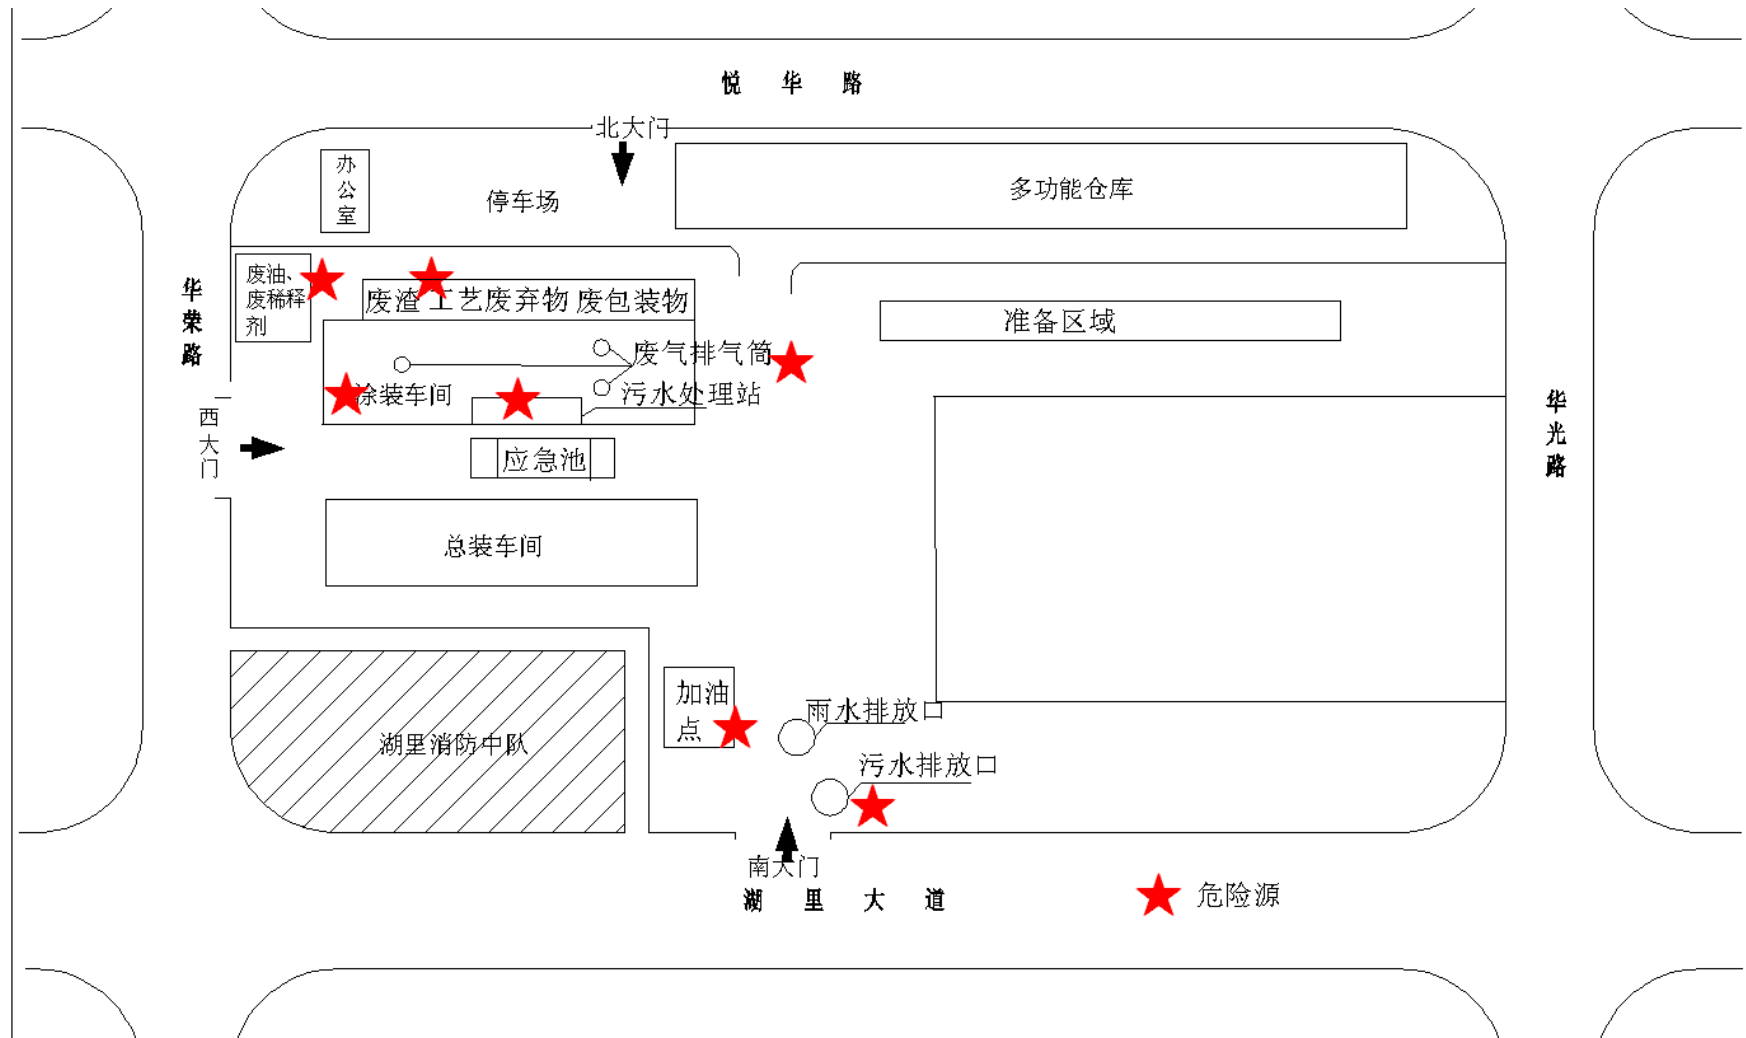 悦华路
北大门
办公室
停车场
多功能仓库
废油、
废稀释
剂
废渣 工艺废弃物 废包装物
准备区域
华荣路
废气排气筒
涂装车间
污水处理站
西大门
应急池
华光路
总装车间
加油
点
雨水排放口
湖里消防中队
污水排放口
南大门
湖里大道
危险源